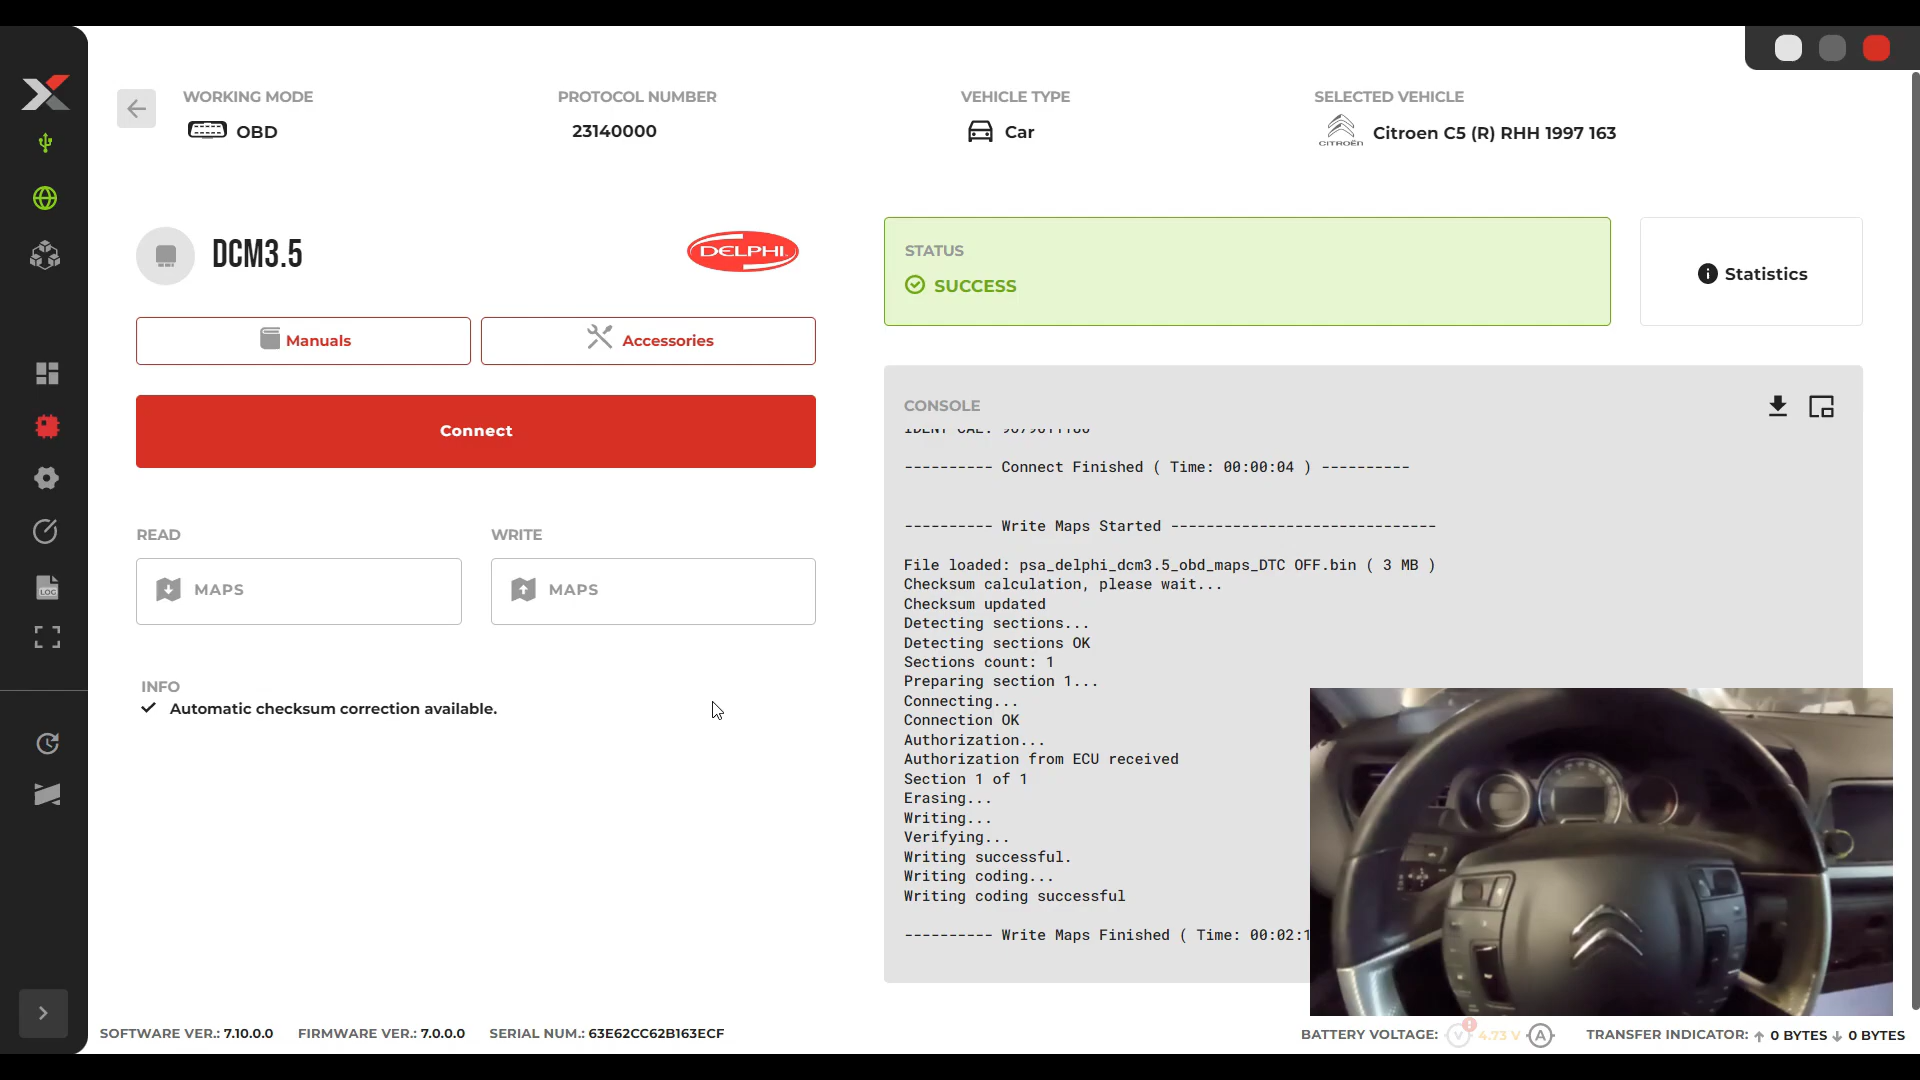 WORKING MODE
OBD
PROTOCOL NUMBER
23140000
VEHICLE TYPE
Car
SELECTED VEHICLE
CITROËN
Citroen C5 (R) RHH 1997 163
DCM3.5
DELPHI
Manuals
Accessories
Connect
READ
MAPS
WRITE
MAPS
INFO
Automatic checksum correction available.
STATUS
SUCCESS
Statistics
CONSOLE
---------- Connect Finished ( Time: 00:00:04 ) ----------
---------- Write Maps Started ------------------------------
File loaded: psa_delphi_dcm3.5_obd_maps_DTC OFF.bin ( 3 MB )
Checksum calculation, please wait...
Checksum updated
Detecting sections...
Detecting sections OK
Sections count: 1
Preparing section 1...
Connecting...
Connection OK
Authorization...
Authorization from ECU received
Section 1 of 1
Erasing...
Writing...
Verifying...
Writing successful.
Writing coding...
Writing coding successful
---------- Write Maps Finished ( Time: 00:02:1
LOG
SOFTWARE VER.: 7.10.0.0
FIRMWARE VER.: 7.0.0.0
SERIAL NUM.: 63E62CC62B163ECF
BATTERY VOLTAGE: V 4.73 V A
TRANSFER INDICATOR: 0 BYTES 0 BYTES